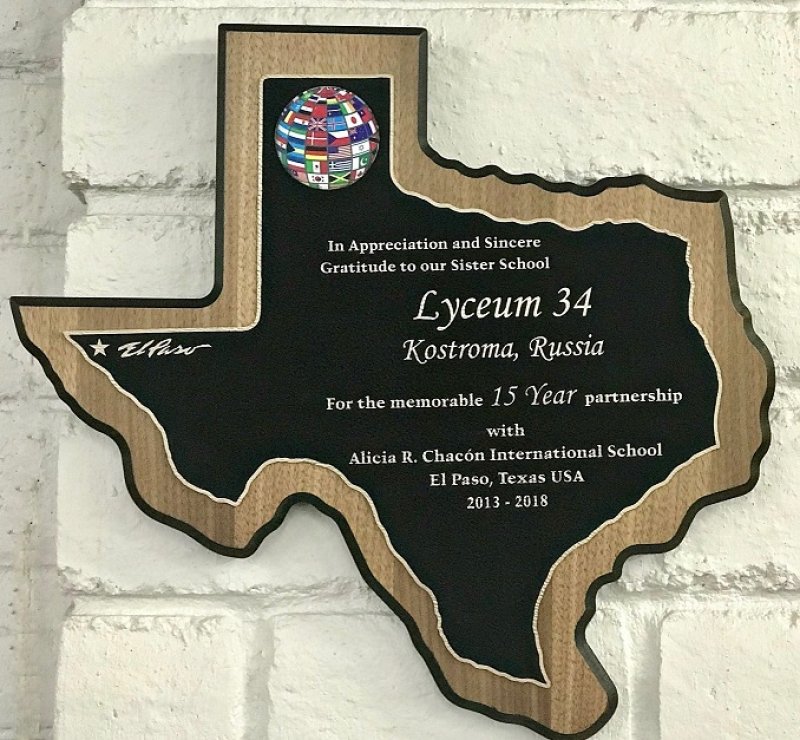 In Appreciation and Sincere
Gratitude to our Sister School
Lyceum 34
Kostroma, Russia
El Paso
For the memorable 15 Year partnership
with
Alicia R. Chacón International School
El Paso, Texas USA
2013 - 2018